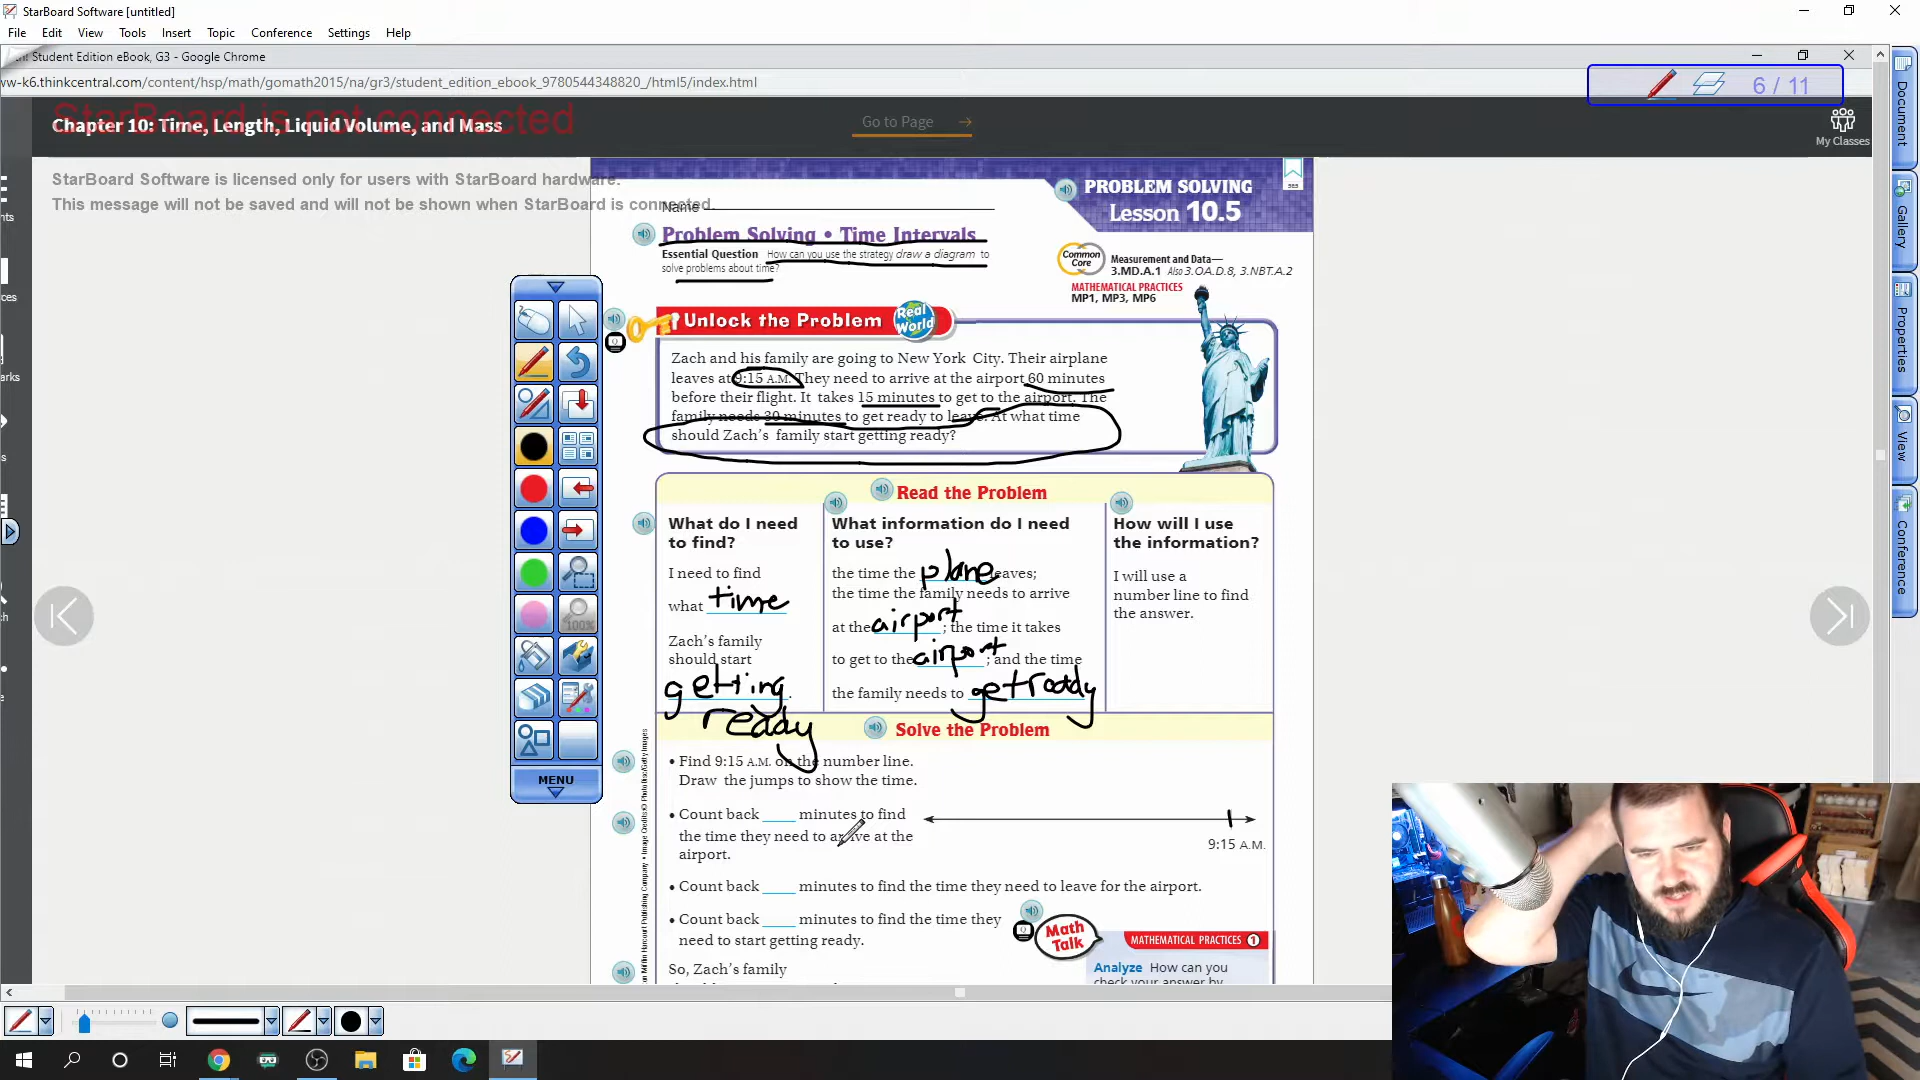 StarBoard Software [untitled]
File Edit View Tools Insert Topic Conference Settings Help
Student Edition eBook, G3 - Google Chrome
ww-k6.thinkcentral.com/content/hsp/math/gomath2015/na/gr3/student_edition_ebook_9780544348820_/html5/index.html
6 / 11
StarBoard is not connected
Chapter 10: Time, Length, Liquid Volume, and Mass
Go to Page
My Classes
StarBoard Software is licensed only for users with StarBoard hardware.
This message will not be saved and will not be shown when StarBoard is connected.
Name
PROBLEM SOLVING
Lesson 10.5
Problem Solving • Time Intervals
Essential Question How can you use the strategy draw a diagram to
solve problems about time?
Common Core
Measurement and Data—
3.MD.A.1 Also 3.OA.D.8, 3.NBT.A.2
MATHEMATICAL PRACTICES
MP1, MP3, MP6
Unlock the Problem
Real World
Zach and his family are going to New York City. Their airplane
leaves at 9:15 A.M. They need to arrive at the airport 60 minutes
before their flight. It takes 15 minutes to get to the airport. The
family needs 30 minutes to get ready to leave. At what time
should Zach's family start getting ready?
Read the Problem
What do I need
to find?
I need to find
what time
Zach's family
should start
getting
ready
.
What information do I need
to use?
the time the plane leaves;
the time the family needs to arrive
at the airport ; the time it takes
to get to the airport ; and the time
the family needs to get ready
How will I use
the information?
I will use a
number line to find
the answer.
Solve the Problem
• Find 9:15 A.M. on the number line.
Draw the jumps to show the time.
• Count back ___ minutes to find
the time they need to arrive at the
airport.
9:15 A.M.
• Count back ___ minutes to find the time they need to leave for the airport.
• Count back ___ minutes to find the time they
need to start getting ready.
So, Zach's family
Math Talk
MATHEMATICAL PRACTICES 1
Analyze How can you
check your answer by
MENU
100%
Document
Gallery
Properties
View
Conference